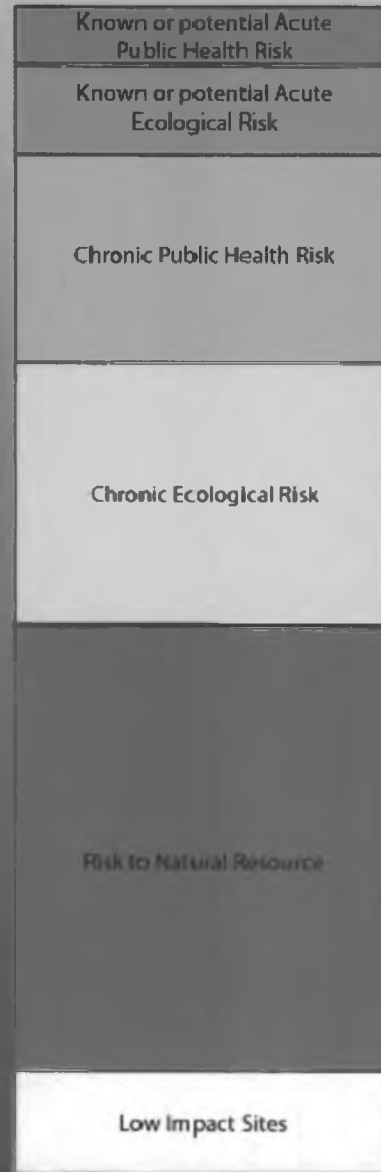 Known or potential Acute
Public Health Risk
Known or potential Acute
Ecological Risk
Chronic Public Health Risk
Chronic Ecological Risk
Risk to Natural Resource
Low Impact Sites